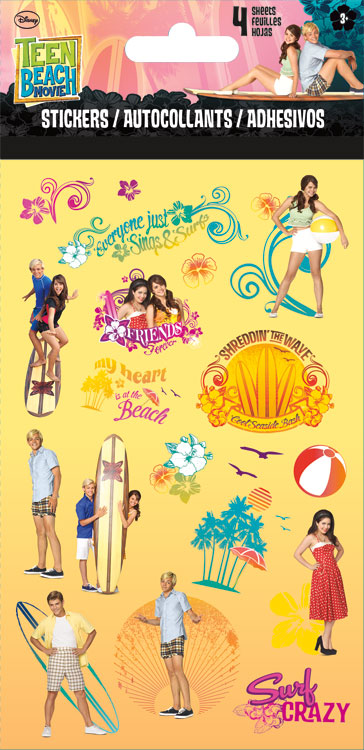 Disney
TEEN
BEACH
MOVIE
4 SHEETS
FEUILLES
HOJAS
3+
STICKERS / AUTOCOLLANTS / ADHESIVOS
Everyone just
Sings & Surfs
FRIENDS
Forever
"SHREDDIN' THE WAVE"
Cool Seaside Bash
my heart
is at the
Beach
Surf
CRAZY